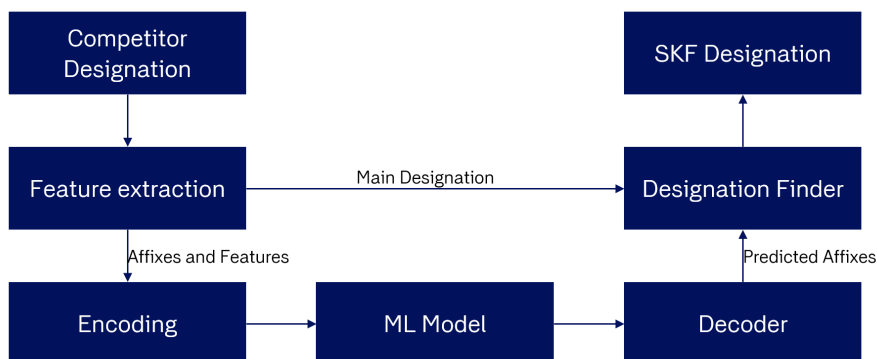 Competitor
Designation
SKF Designation
Feature extraction
Main Designation
Designation Finder
Affixes and Features
Predicted Affixes
Encoding
ML Model
Decoder